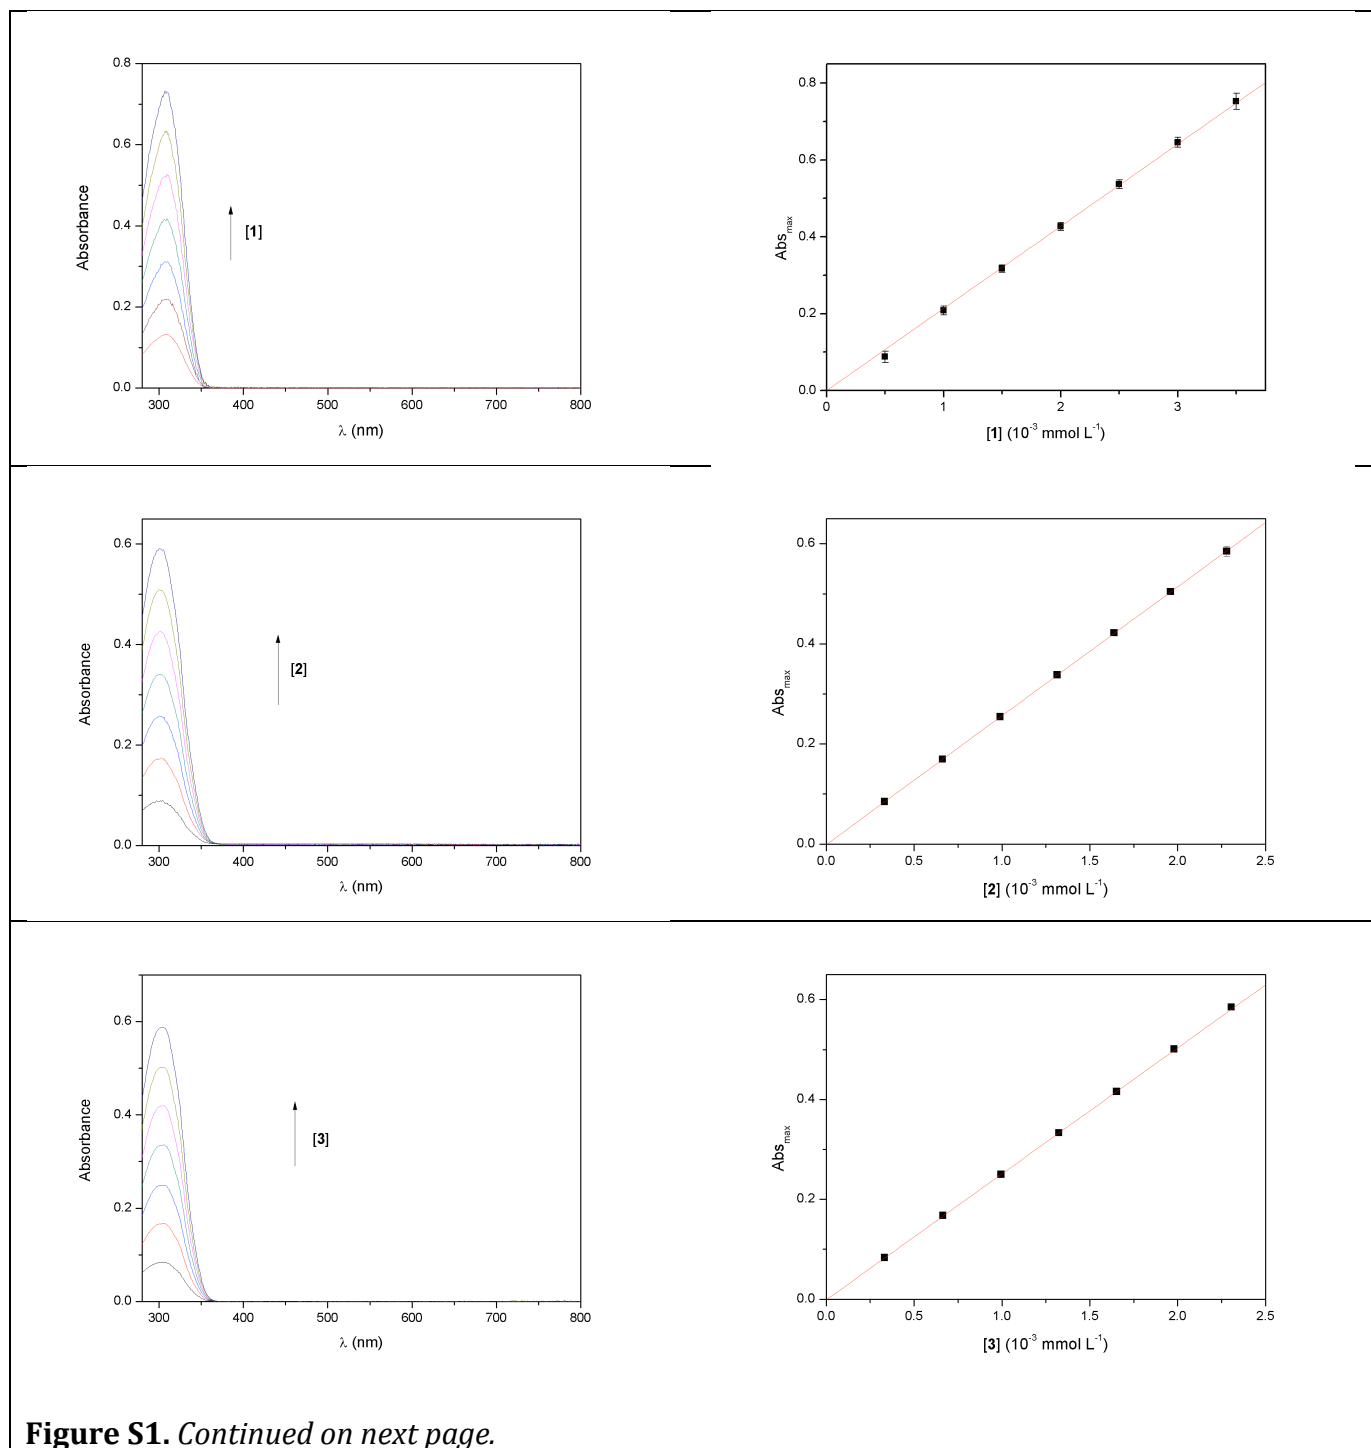 0.8
0.6
0.4
0.2
0.0
Absorbance
[1]
300 400 500 600 700 800
λ (nm)
0.8
0.6
0.4
0.2
0.0
Abs_max
0 1 2 3
[1] (10⁻³ mmol L⁻¹)
0.6
0.4
0.2
0.0
Absorbance
[2]
300 400 500 600 700 800
λ (nm)
0.6
0.4
0.2
0.0
Abs_max
0.0 0.5 1.0 1.5 2.0 2.5
[2] (10⁻³ mmol L⁻¹)
0.6
0.4
0.2
0.0
Absorbance
[3]
300 400 500 600 700 800
λ (nm)
0.6
0.4
0.2
0.0
Abs_max
0.0 0.5 1.0 1.5 2.0 2.5
[3] (10⁻³ mmol L⁻¹)
Figure S1. Continued on next page.